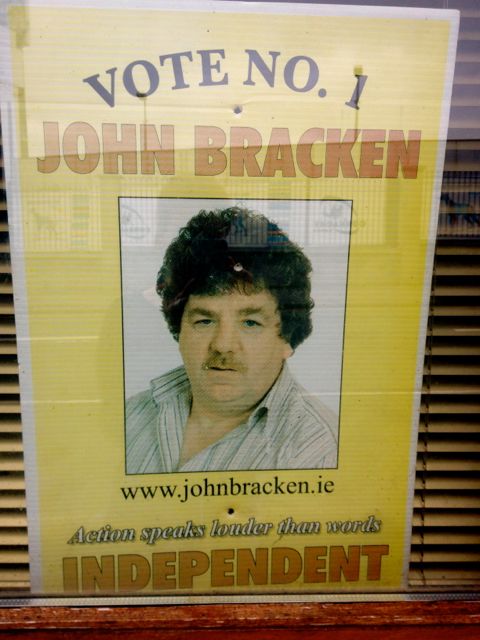 VOTE NO. 1
JOHN BRACKEN
www.johnbracken.ie
Action speaks louder than words
INDEPENDENT